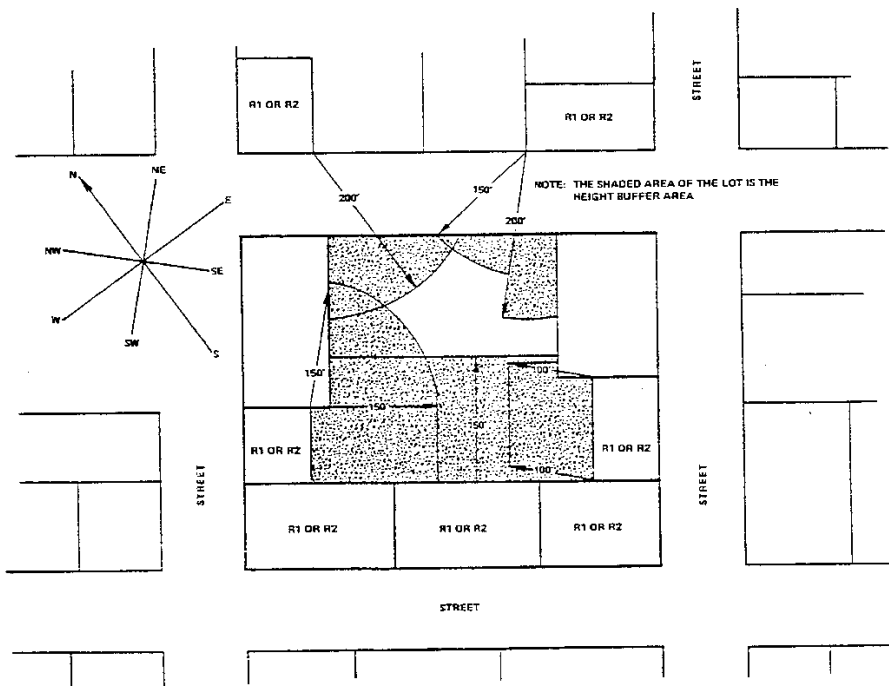 STREET
R1 OR R2
R1 OR R2
N
NE
E
NW
SE
W
SW
S
200'
150'
200'
NOTE: THE SHADED AREA OF THE LOT IS THE
HEIGHT BUFFER AREA
150'
100'
150'
50'
R1 OR R2
R1 OR R2
100'
STREET
STREET
R1 OR R2
R1 OR R2
R1 OR R2
STREET